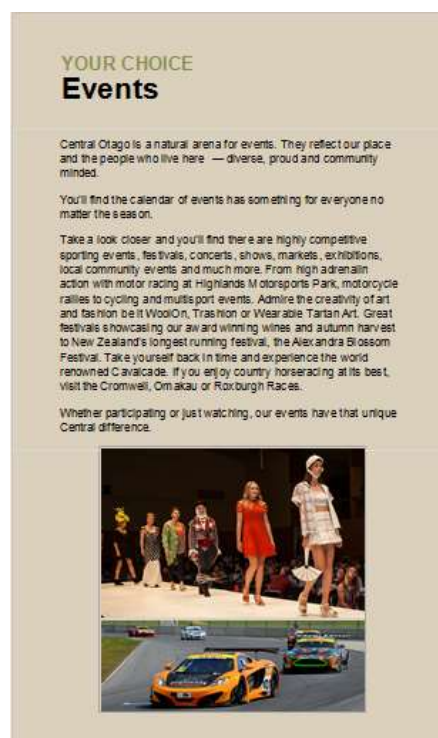 YOUR CHOICE
Events
Central Otago is a natural arena for events. They reflect our place
and the people who live here — diverse, proud and community
minded.
You'll find the calendar of events has something for everyone no
matter the season.
Take a look closer and you'll find there are highly competitive
sporting events, festivals, concerts, shows, markets, exhibitions,
local community events and much more. From high adrenalin
action with motor racing at Highlands Motorsports Park, motorcycle
rallies to cycling and multisport events. Admire the creativity of art
and fashion be it WoolOn, Trashion or Wearable Tartan Art. Great
festivals showcasing our award winning wines and autumn harvest
to New Zealand's longest running festival, the Alexandra Blossom
Festival. Take yourself back in time and experience the world
renowned Cavalcade. If you enjoy country horseracing at its best,
visit the Cromwell, Omakau or Roxburgh Races.
Whether participating or just watching, our events have that unique
Central difference.